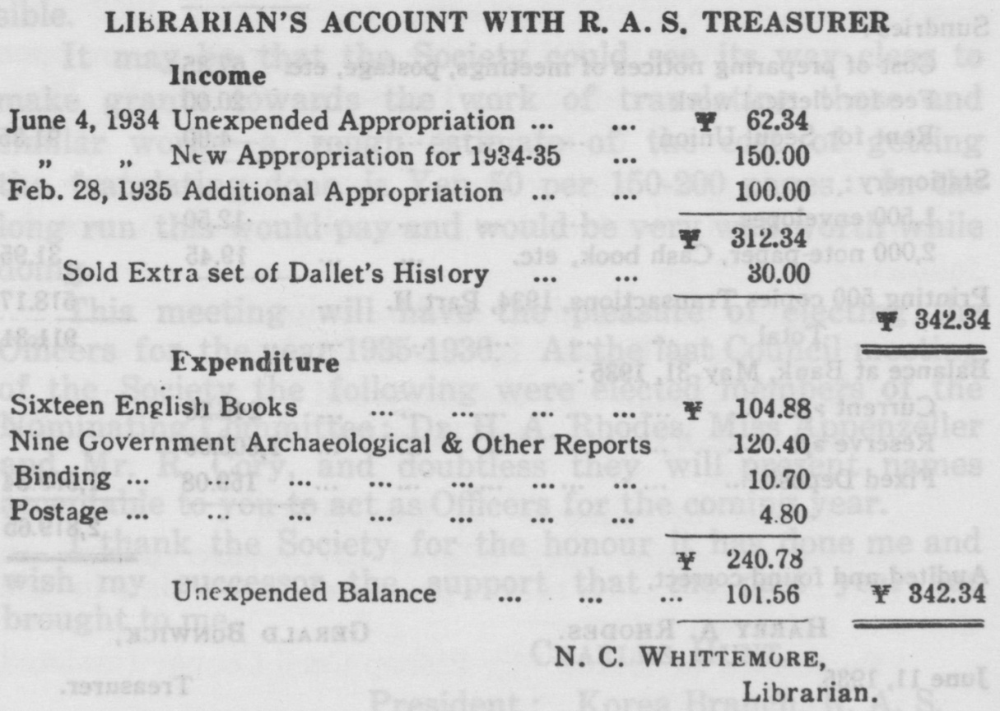 LIBRARIAN'S ACCOUNT WITH R. A. S. TREASURER
Income
June 4, 1934 Unexpended Appropriation ... ... ¥ 62.34
„ „ New Appropriation for 1934-35 150.00
Feb. 28, 1935 Additional Appropriation ... ... 100.00
¥ 312.34
Sold Extra set of Dallet's History ... ... 30.00
¥ 342.34
Expenditure
Sixteen English Books ... ... ... ... ... ¥ 104.88
Nine Government Archaeological & Other Reports 120.40
Binding ... ... ... ... ... ... ... 10.70
Postage ... ... ... ... ... ... ... 4.80
¥ 240.78
Unexpended Balance ... ... ... 101.56 ¥ 342.34
N. C. WHITTEMORE,
Librarian.